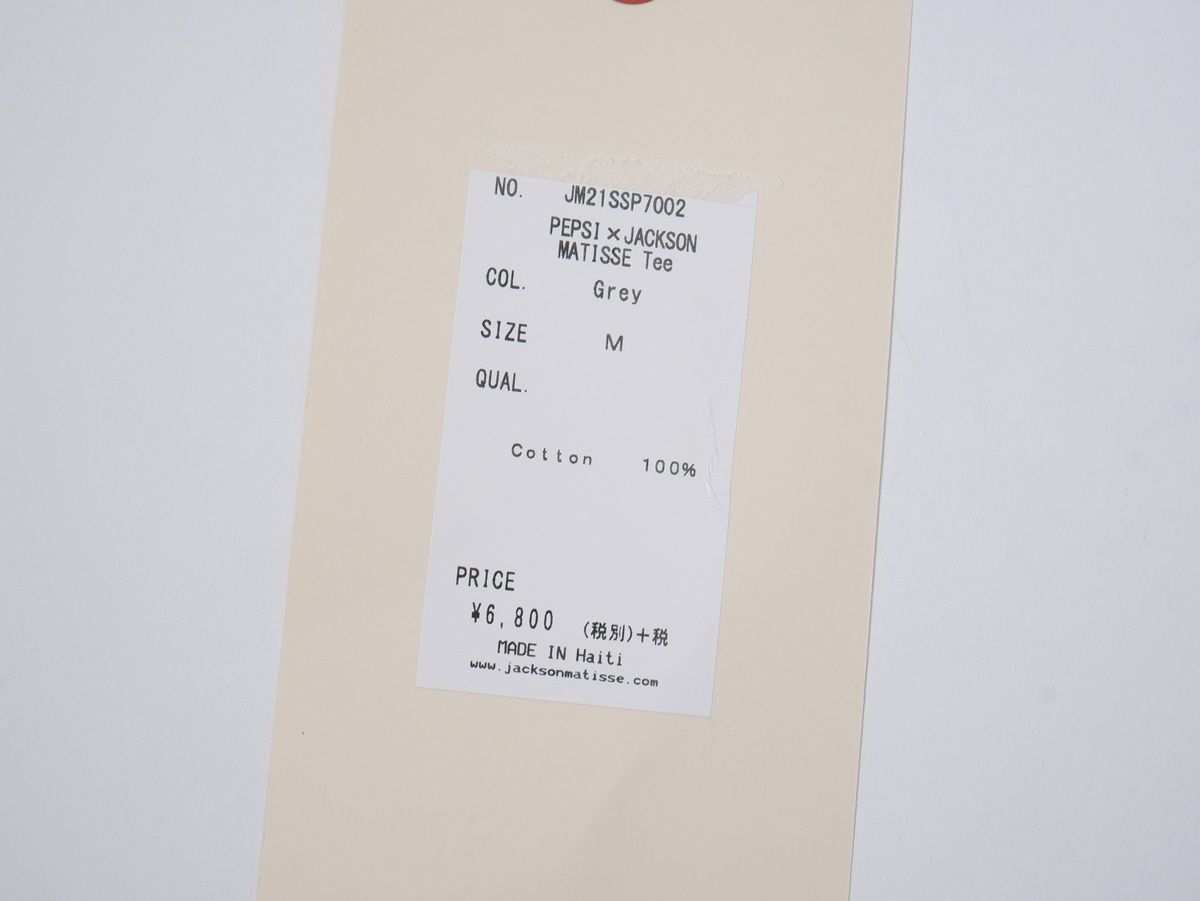 NO. JM21SSP7002
PEPSI×JACKSON
MATISSE Tee
COL. Grey
SIZE M
QUAL.
Cotton 100%
PRICE
¥6,800 (税別)+税
MADE IN Haiti
www.jacksonmatisse.com